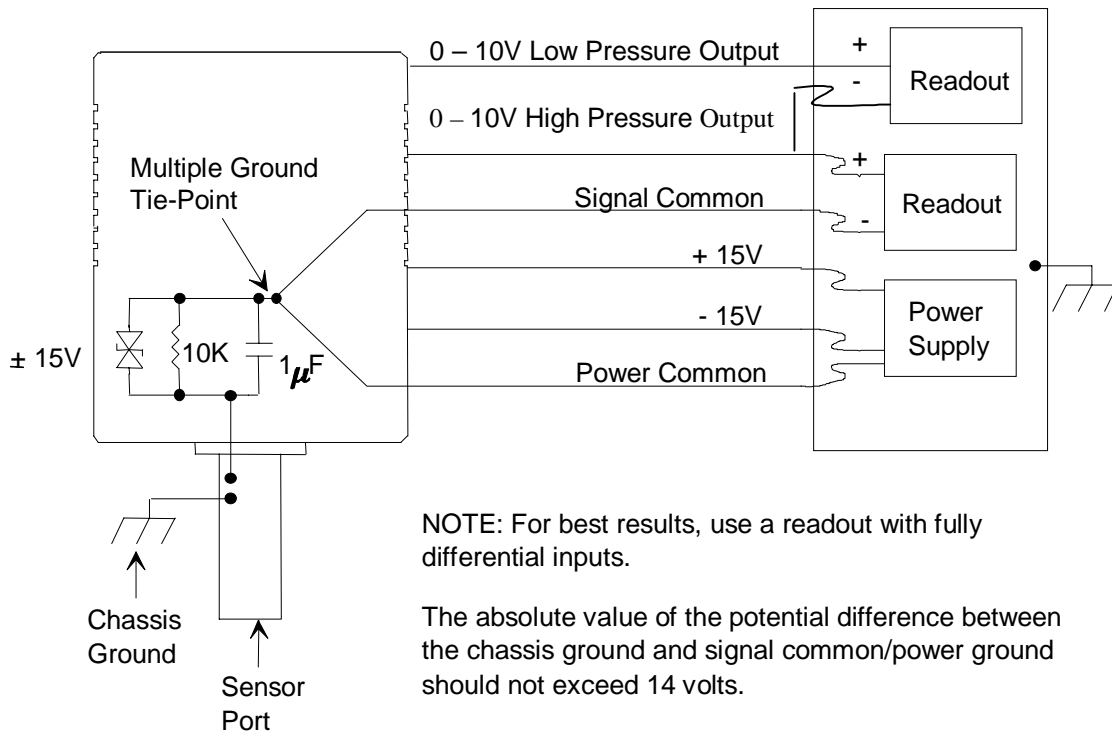 0 – 10V Low Pressure Output
+
-
Readout
0 – 10V High Pressure Output
Multiple Ground
Tie-Point
+
Signal Common
-
Readout
+ 15V
- 15V
Power
Supply
± 15V
10K
1μF
Power Common
NOTE: For best results, use a readout with fully
differential inputs.
The absolute value of the potential difference between
the chassis ground and signal common/power ground
should not exceed 14 volts.
Chassis
Ground
Sensor
Port